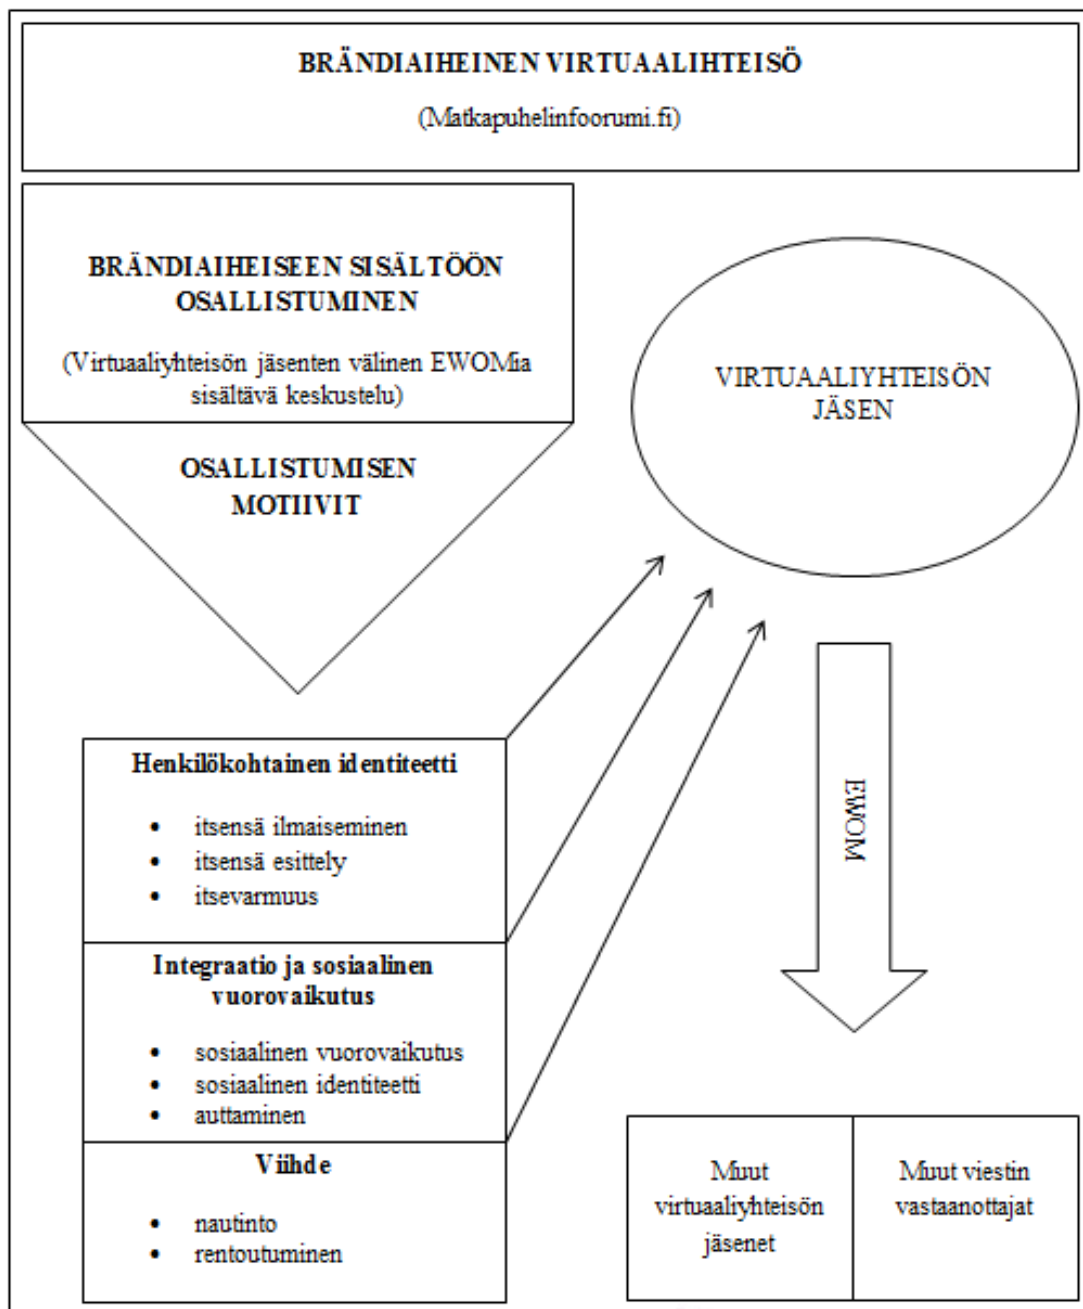 BRÄNDIAIHEINEN VIRTUAALIHTEISÖ
(Matkapuhelinfoorumi.fi)
BRÄNDIAIHEISEEN SISÄLTÖÖN
OSALLISTUMINEN
(Virtuaaliyhteisön jäsenten välinen EWOMia
sisältävä keskustelu)
OSALLISTUMISEN
MOTIIVIT
VIRTUAALIYHTEISÖN
JÄSEN
Henkilökohtainen identiteetti
• itsensä ilmaiseminen
• itsensä esittely
• itsevarmuus
Integraatio ja sosiaalinen
vuorovaikutus
• sosiaalinen vuorovaikutus
• sosiaalinen identiteetti
• auttaminen
Viihde
• nautinto
• rentoutuminen
EWOM
Muut
virtuaaliyhteisön
jäsenet
Muut viestin
vastaanottajat